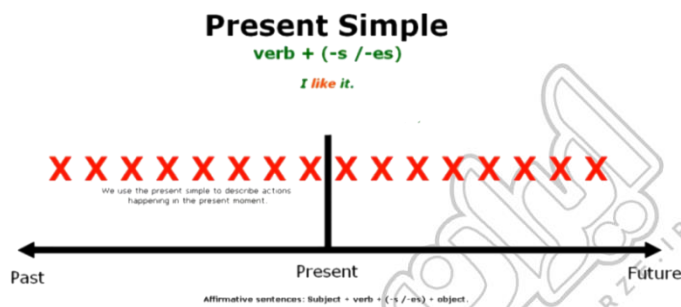 Present Simple
verb + (-s /-es)
I like it.
X X X X X X X X X X X X X X X X
We use the present simple to describe actions
happening in the present moment.
Past
Present
Future
Affirmative sentences: Subject + verb + (-s /-es) + object.